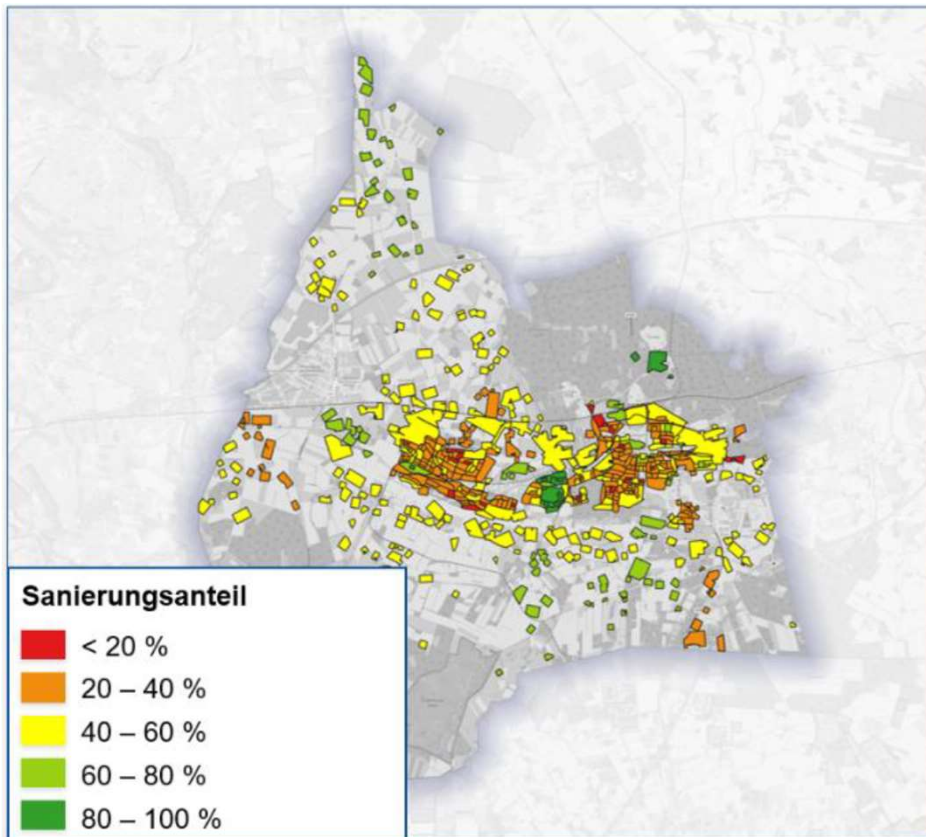 Sanierungsanteil
< 20 %
20 – 40 %
40 – 60 %
60 – 80 %
80 – 100 %